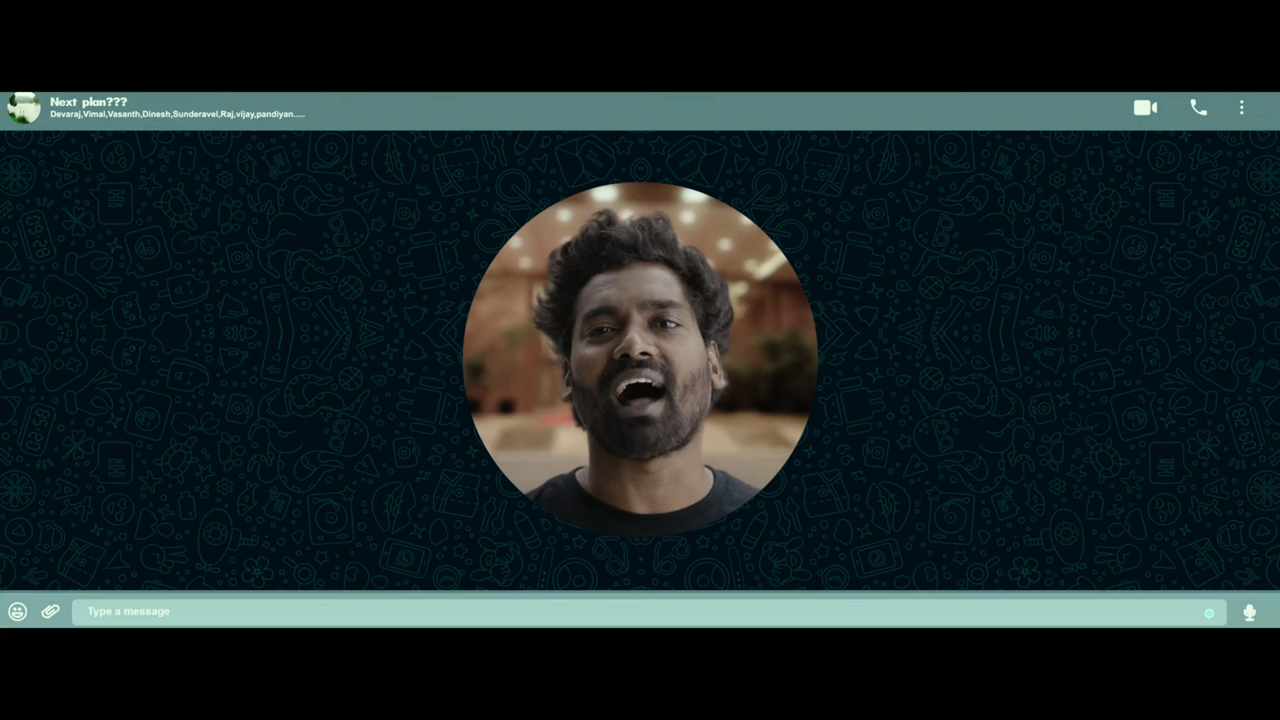 Next plan???
Devaraj,Vimal,Vasanth,Dinesh,Sunderavel,Raj,vijay,pandiyan.....
Type a message